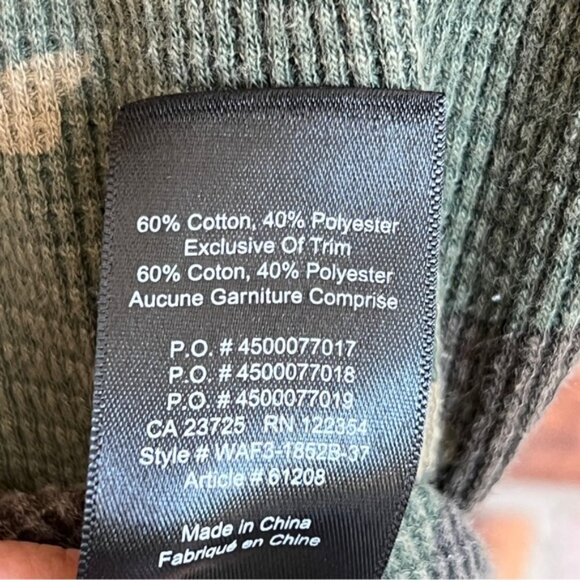 60% Cotton, 40% Polyester
Exclusive Of Trim
60% Coton, 40% Polyester
Aucune Garniture Comprise
P.O. # 4500077017
P.O. # 4500077018
P.O. # 4500077019
CA 23725 RN 122354
Style # WAF3-1852B-37
Article # 61208
Made in China
Fabriqué en Chine